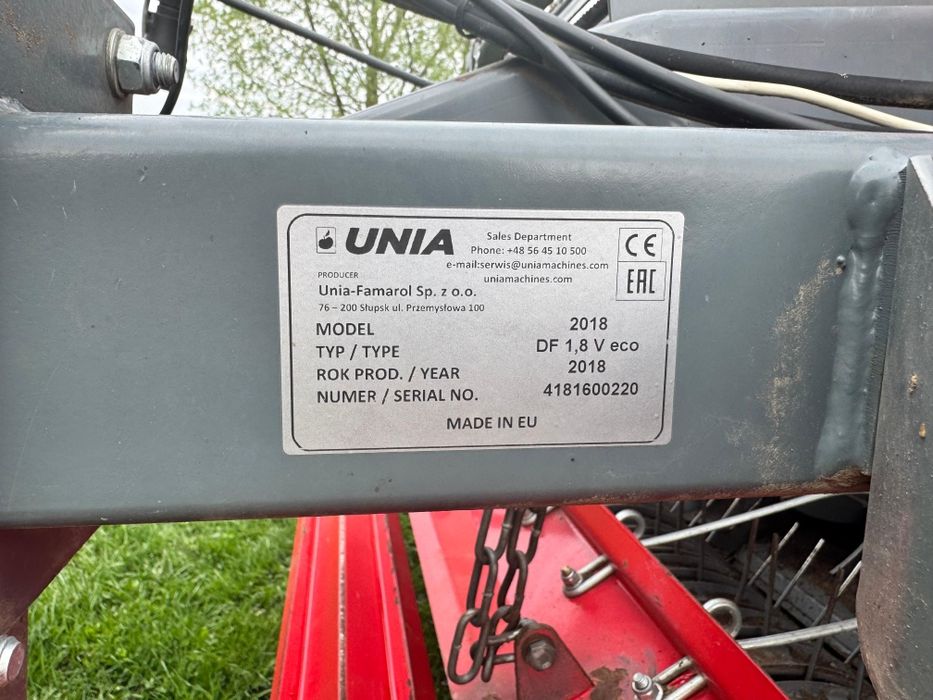 UNIA
Sales Department
Phone: +48 56 45 10 500
e-mail:serwis@uniamachines.com
uniamachines.com
CE
EAC
PRODUCER
Unia-Famarol Sp. z o.o.
76 – 200 Słupsk ul. Przemysłowa 100
MODEL 2018
TYP / TYPE DF 1,8 V eco
ROK PROD. / YEAR 2018
NUMER / SERIAL NO. 4181600220
MADE IN EU